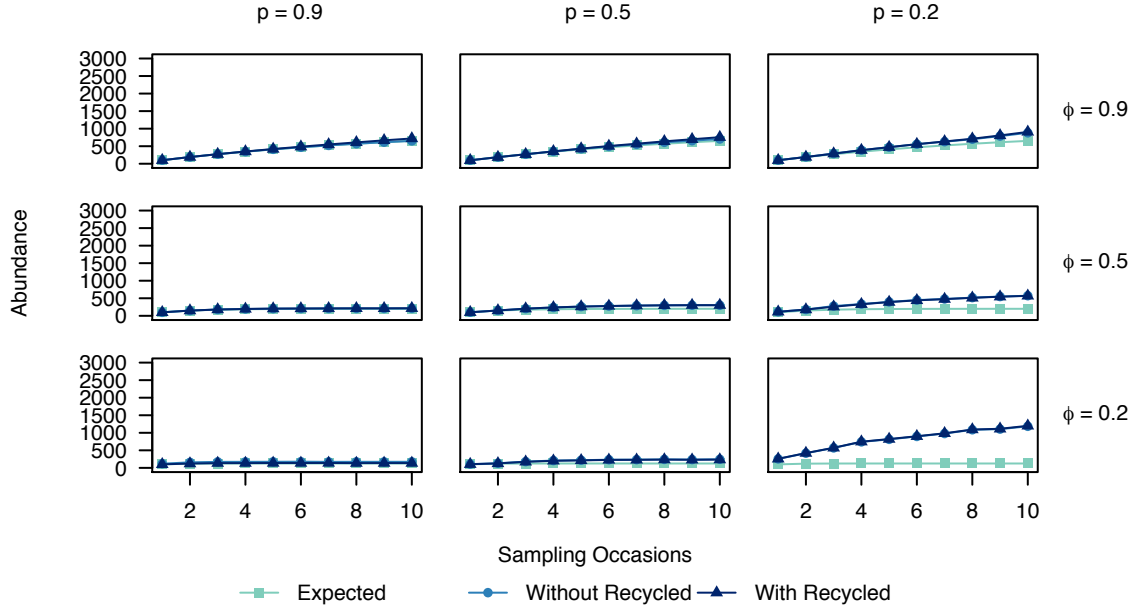 p = 0.9 p = 0.5 p = 0.2
3000
2500
2000
1500
1000
500
0
ϕ = 0.9
3000
2500
2000
1500
1000
500
0
ϕ = 0.5
3000
2500
2000
1500
1000
500
0
ϕ = 0.2
Abundance
2 4 6 8 10 2 4 6 8 10 2 4 6 8 10
Sampling Occasions
Expected Without Recycled With Recycled